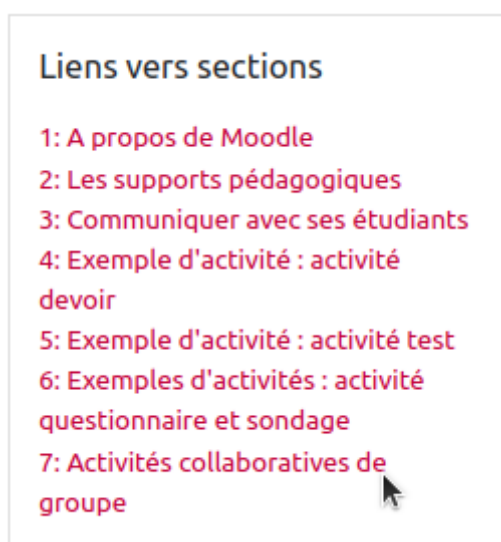 Liens vers sections
1: A propos de Moodle
2: Les supports pédagogiques
3: Communiquer avec ses étudiants
4: Exemple d'activité : activité
devoir
5: Exemple d'activité : activité test
6: Exemples d'activités : activité
questionnaire et sondage
7: Activités collaboratives de
groupe